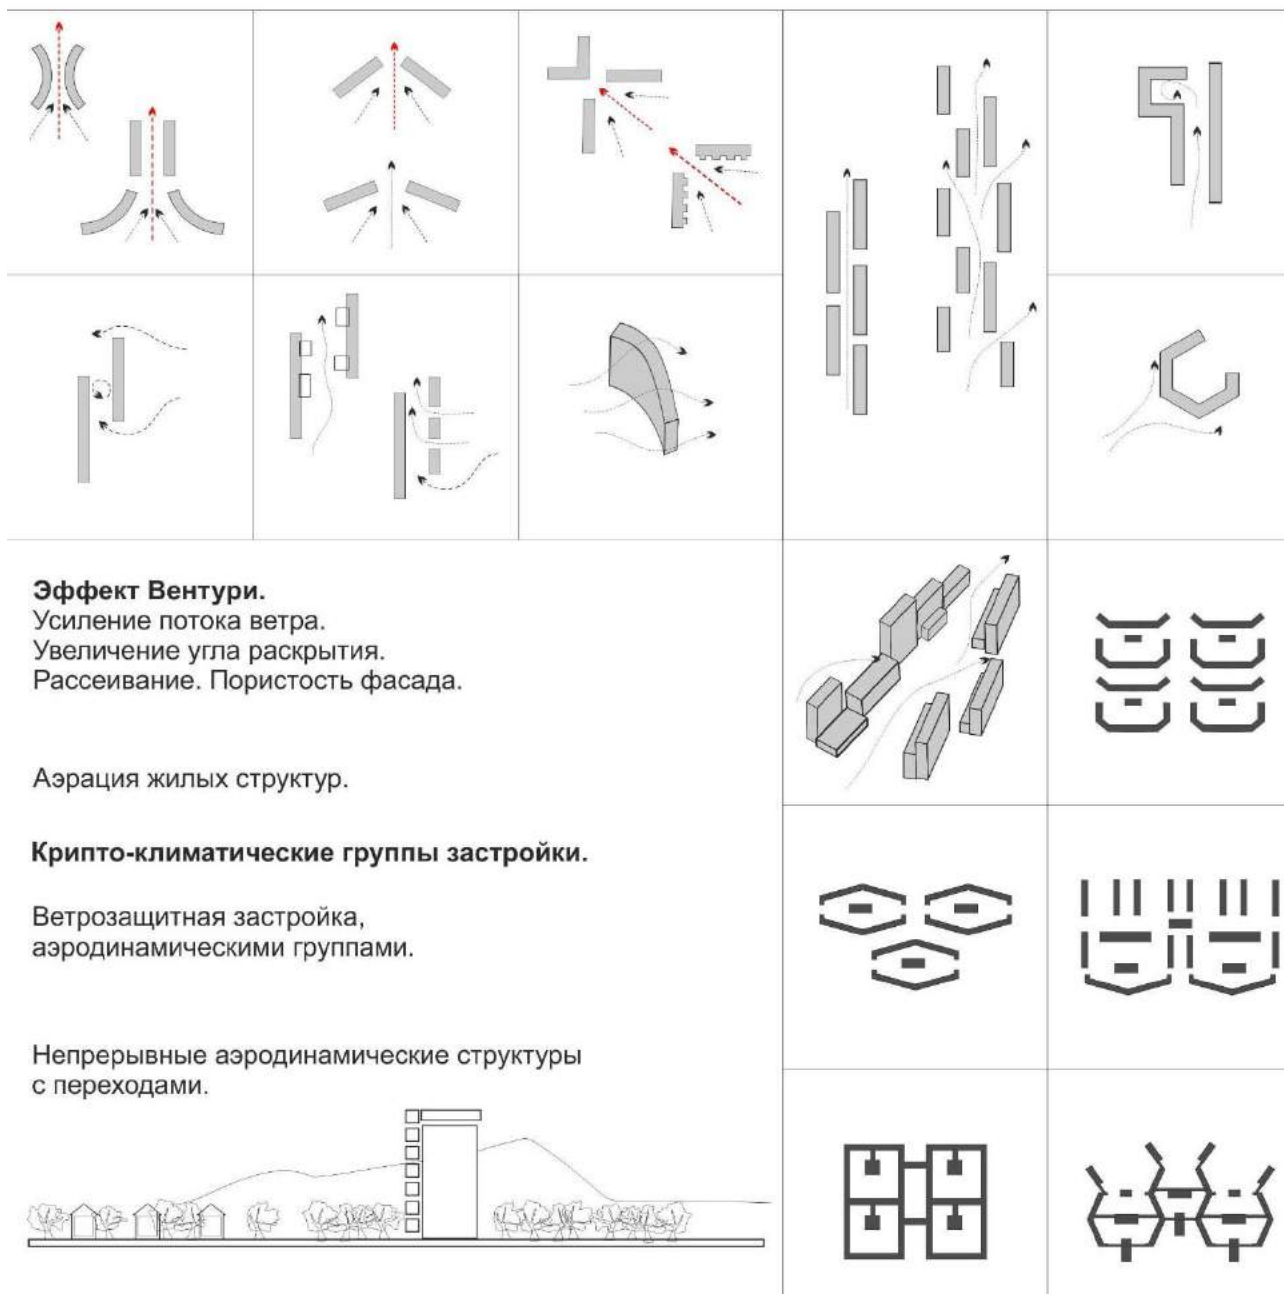 Эффект Вентури.
Усиление потока ветра.
Увеличение угла раскрытия.
Рассеивание. Пористость фасада.
Аэрация жилых структур.
Крипто-климатические группы застройки.
Ветрозащитная застройка,
аэродинамическими группами.
Непрерывные аэродинамические структуры
с переходами.